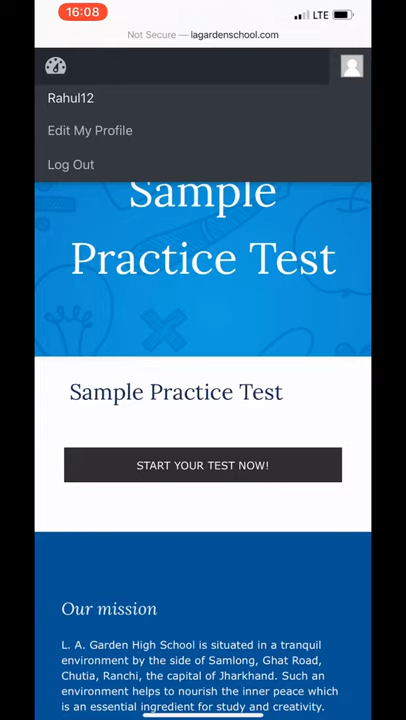 16:08
LTE
Not Secure — lagardenschool.com
Rahul12
Edit My Profile
Log Out
Sample
Practice Test
Sample Practice Test
START YOUR TEST NOW!
Our mission
L. A. Garden High School is situated in a tranquil
environment by the side of Samlong, Ghat Road,
Chutia, Ranchi, the capital of Jharkhand. Such an
environment helps to nourish the inner peace which
is an essential ingredient for study and creativity.